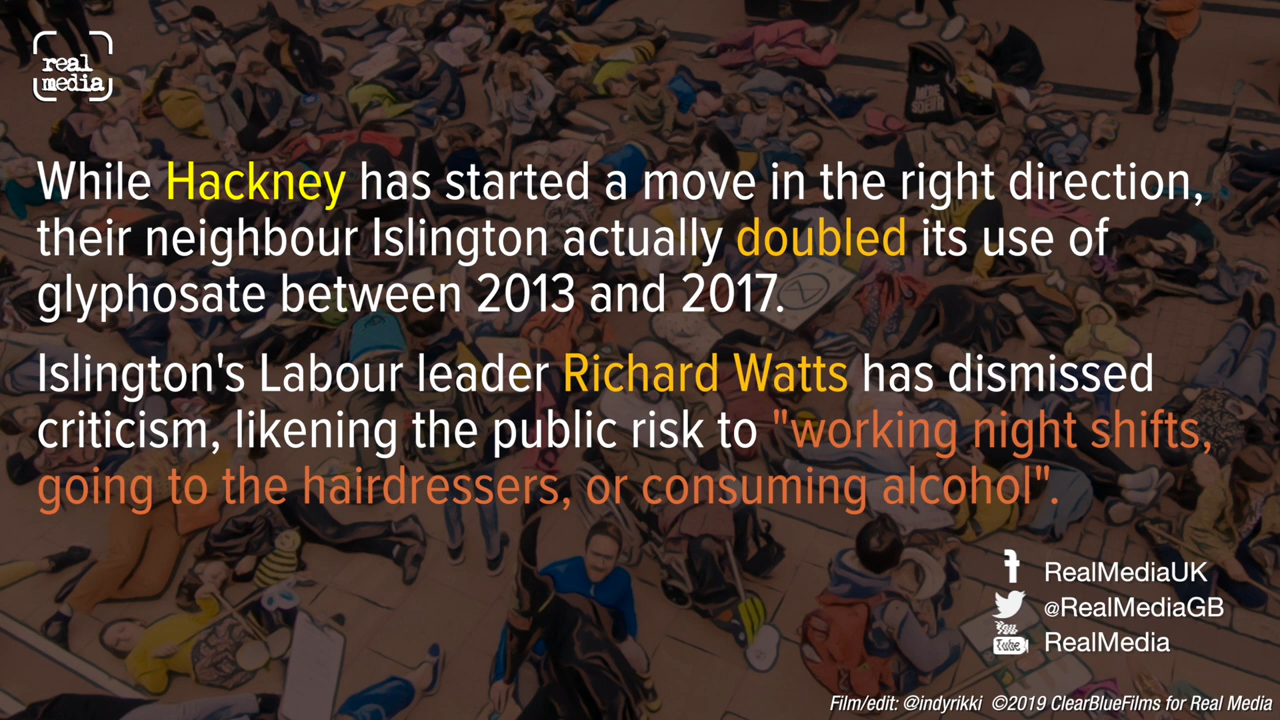 real
media
While Hackney has started a move in the right direction,
their neighbour Islington actually doubled its use of
glyphosate between 2013 and 2017.
Islington's Labour leader Richard Watts has dismissed
criticism, likening the public risk to "working night shifts,
going to the hairdressers, or consuming alcohol".
f RealMediaUK
@RealMediaGB
You
Tube RealMedia
Film/edit: @indyrikki ©2019 ClearBlueFilms for Real Media